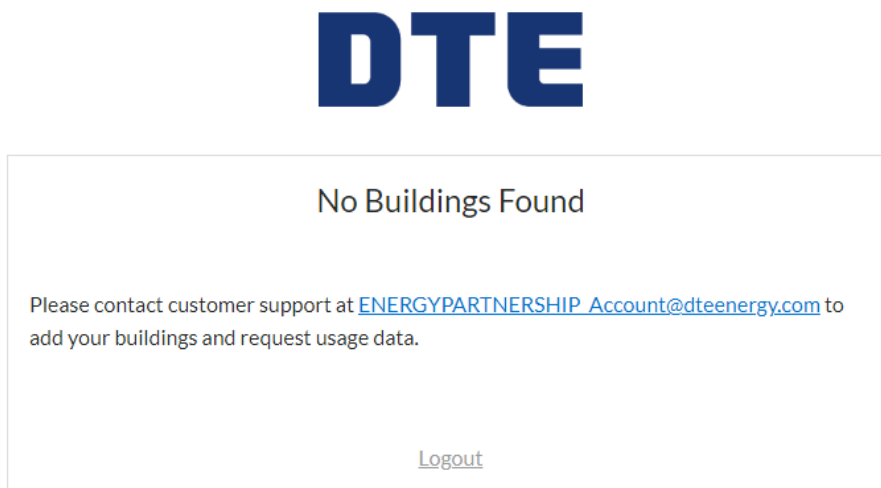 DTE
No Buildings Found
Please contact customer support at ENERGYPARTNERSHIP_Account@dteenergy.com to
add your buildings and request usage data.
Logout